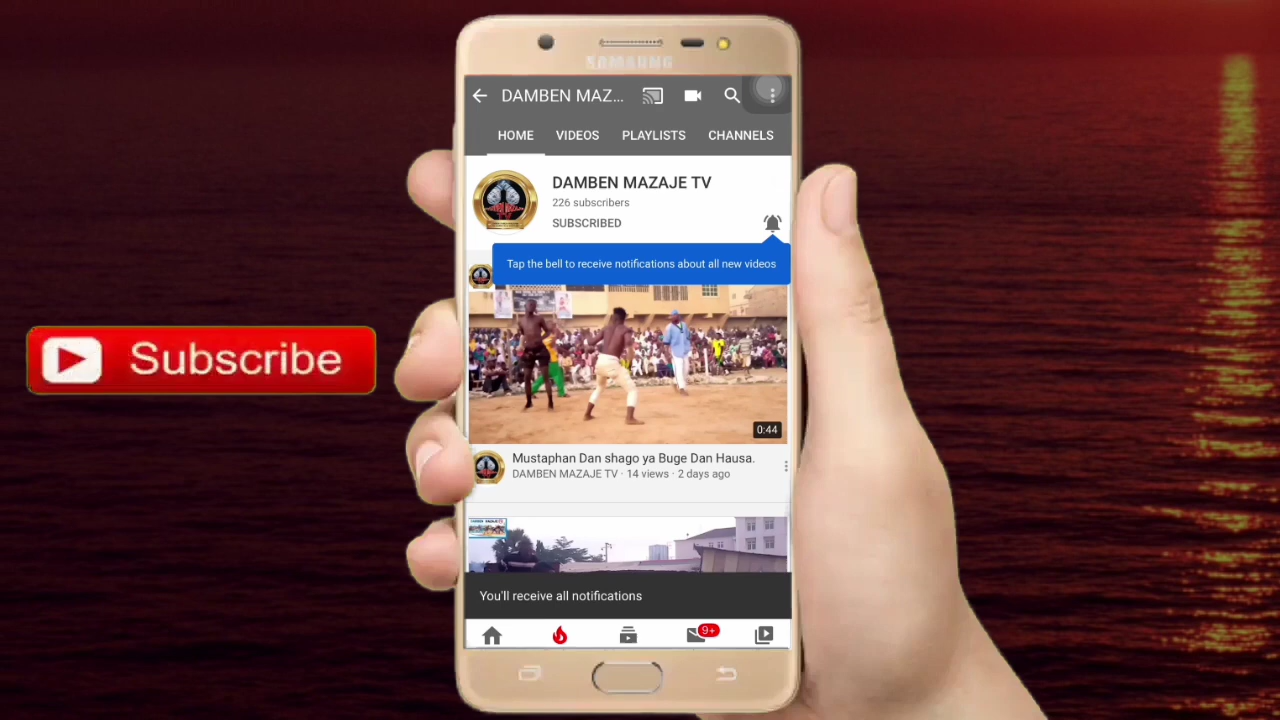 SAMSUNG
DAMBEN MAZ...
HOME VIDEOS PLAYLISTS CHANNELS
DAMBEN MAZAJE TV
226 subscribers
SUBSCRIBED
Tap the bell to receive notifications about all new videos
Subscribe
0:44
Mustaphan Dan shago ya Buge Dan Hausa.
DAMBEN MAZAJE TV · 14 views · 2 days ago
You'll receive all notifications
9+